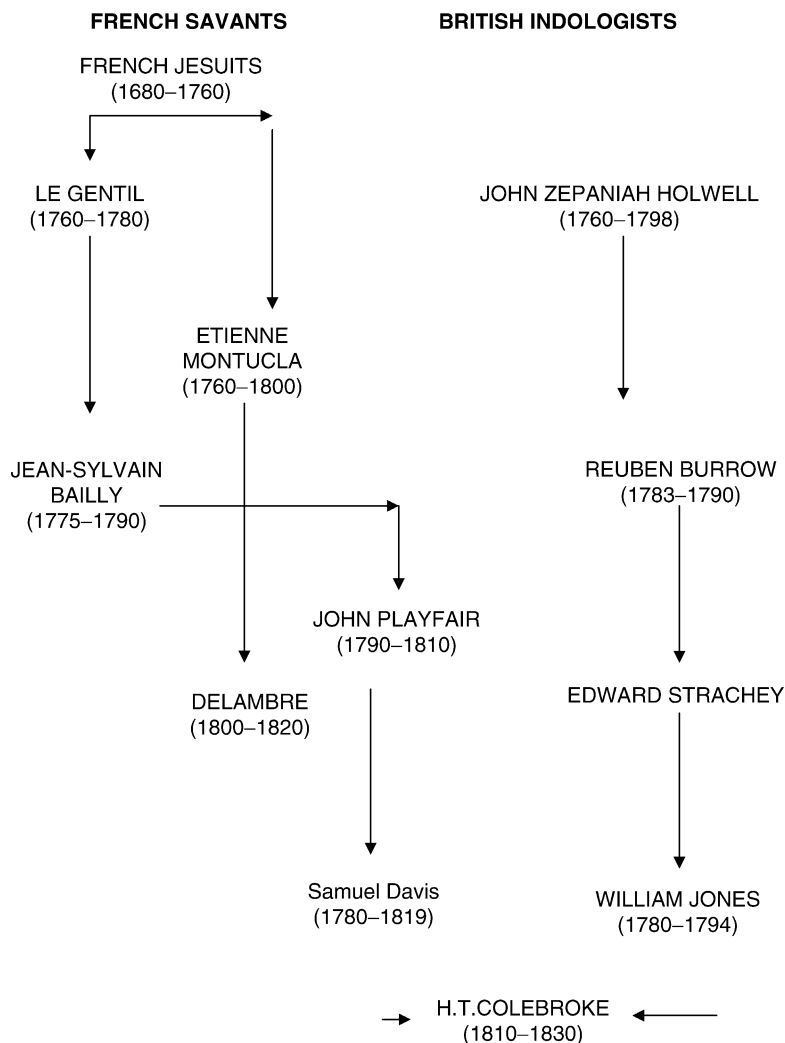 FRENCH SAVANTS
BRITISH INDOLOGISTS
FRENCH JESUITS
(1680–1760)
LE GENTIL
(1760–1780)
JOHN ZEPANIAH HOLWELL
(1760–1798)
ETIENNE
MONTUCLA
(1760–1800)
JEAN-SYLVAIN
BAILLY
(1775–1790)
REUBEN BURROW
(1783–1790)
JOHN PLAYFAIR
(1790–1810)
DELAMBRE
(1800–1820)
EDWARD STRACHEY
Samuel Davis
(1780–1819)
WILLIAM JONES
(1780–1794)
H.T.COLEBROKE
(1810–1830)